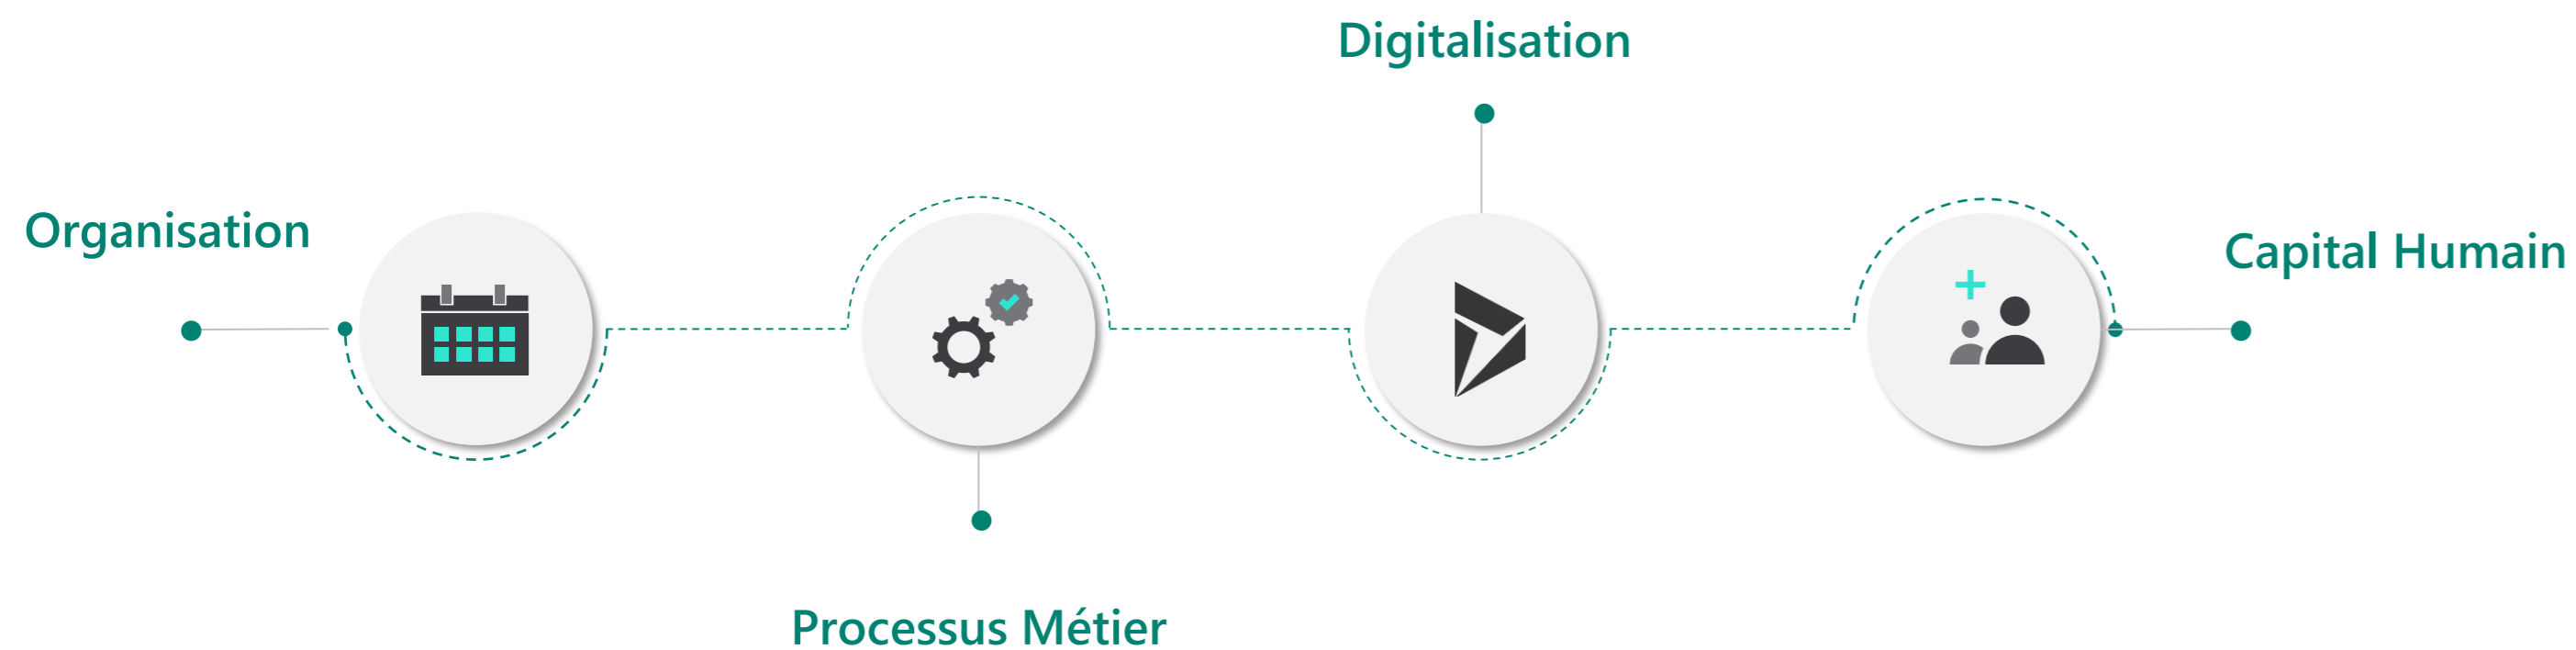 Organisation
Processus Métier
Digitalisation
Capital Humain